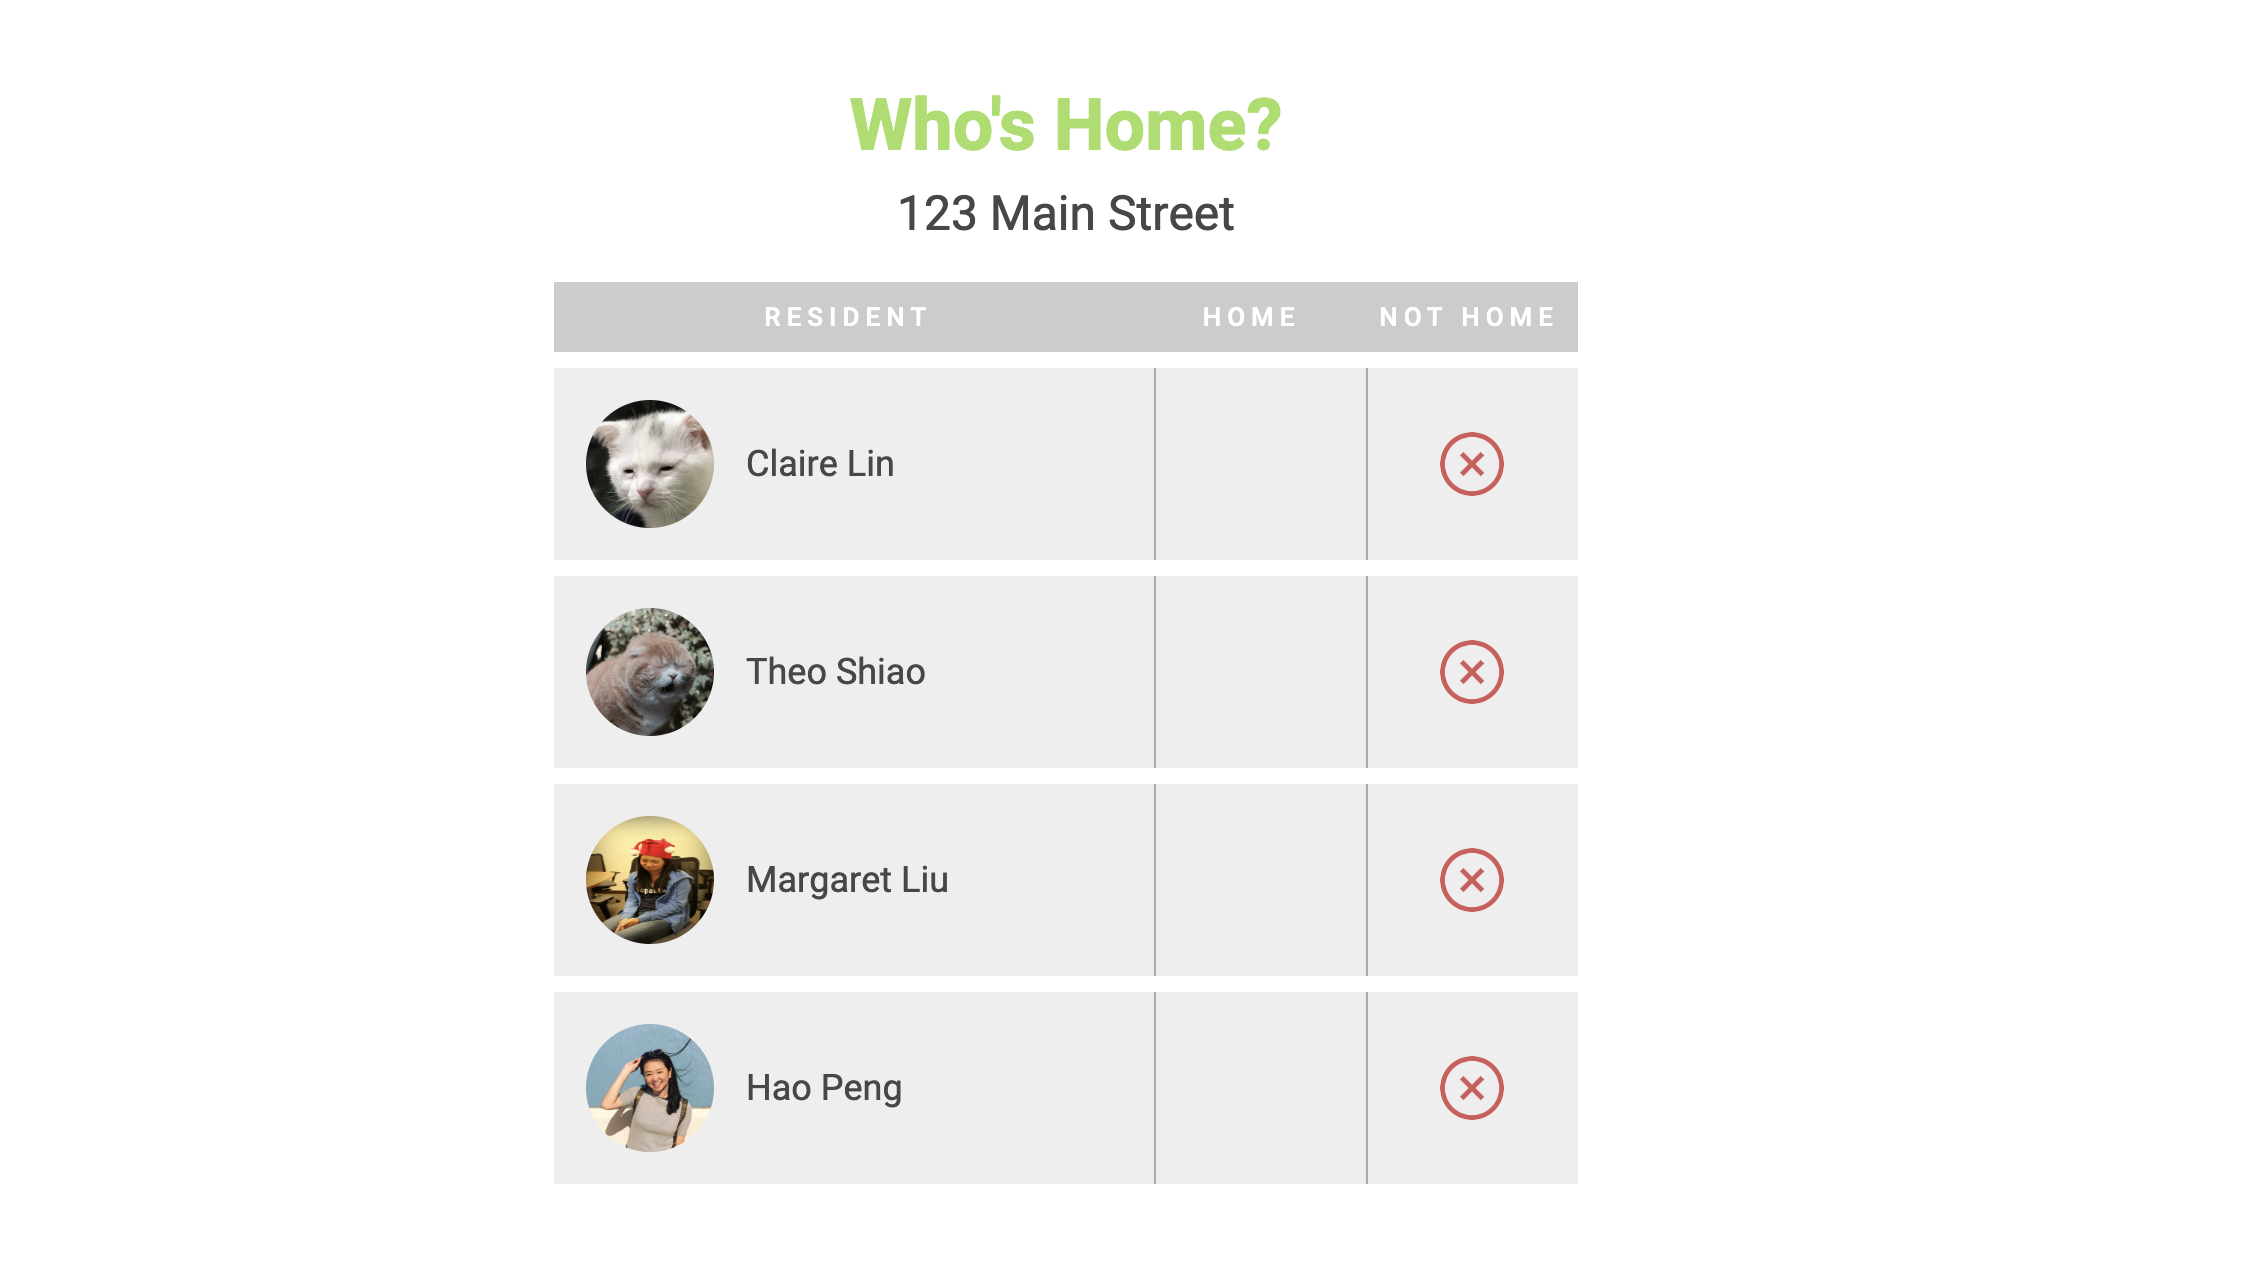 Who's Home?
123 Main Street
RESIDENT HOME NOT HOME
Claire Lin
Theo Shiao
Margaret Liu
Hao Peng